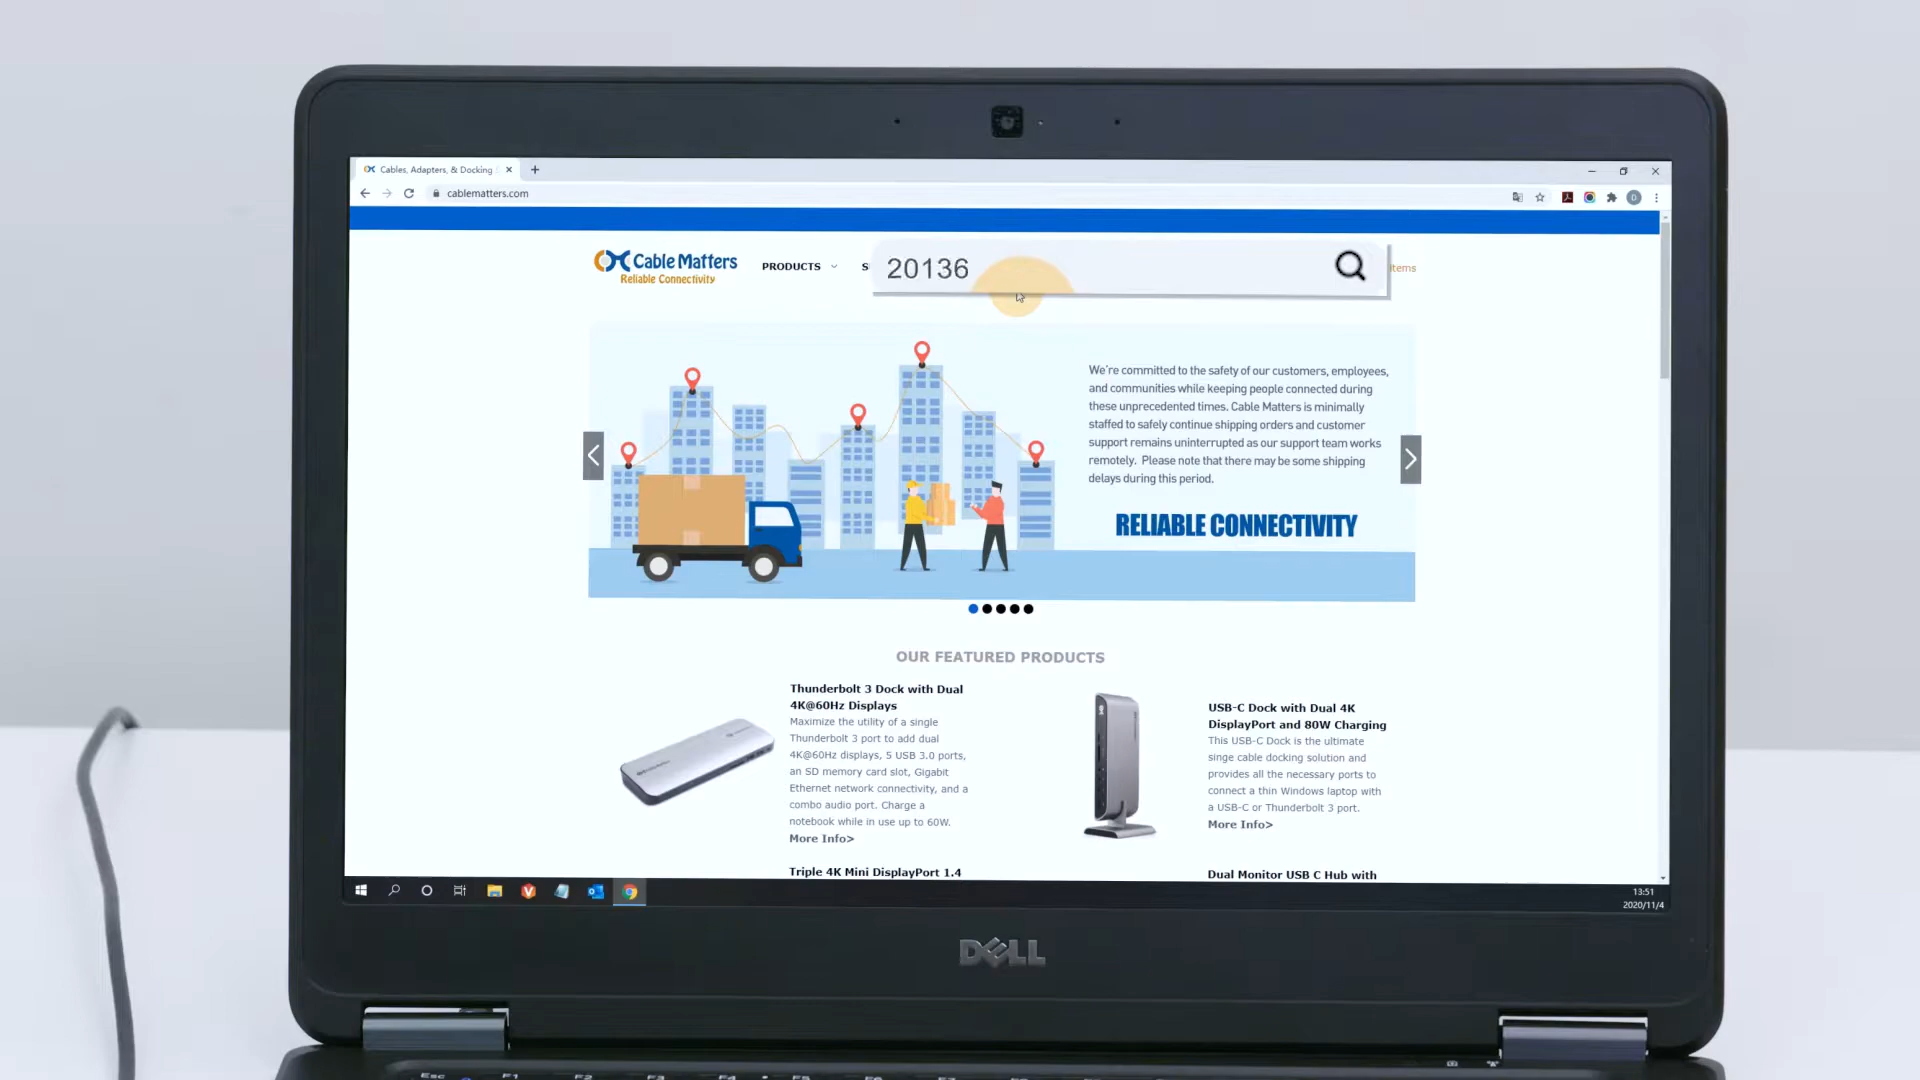 Cables, Adapters, & Docking
cablematters.com
D
Cable Matters
Reliable Connectivity
PRODUCTS
S
20136
Items
We're committed to the safety of our customers, employees,
and communities while keeping people connected during
these unprecedented times. Cable Matters is minimally
staffed to safely continue shipping orders and customer
support remains uninterrupted as our support team works
remotely. Please note that there may be some shipping
delays during this period.
RELIABLE CONNECTIVITY
OUR FEATURED PRODUCTS
Thunderbolt 3 Dock with Dual
4K@60Hz Displays
Maximize the utility of a single
Thunderbolt 3 port to add dual
4K@60Hz displays, 5 USB 3.0 ports,
an SD memory card slot, Gigabit
Ethernet network connectivity, and a
combo audio port. Charge a
notebook while in use up to 60W.
More Info>
USB-C Dock with Dual 4K
DisplayPort and 80W Charging
This USB-C Dock is the ultimate
singe cable docking solution and
provides all the necessary ports to
connect a thin Windows laptop with
a USB-C or Thunderbolt 3 port.
More Info>
Triple 4K Mini DisplayPort 1.4
Dual Monitor USB C Hub with
13:51
2020/11/4
DELL
Esc F1 F2 F3 F4 F5